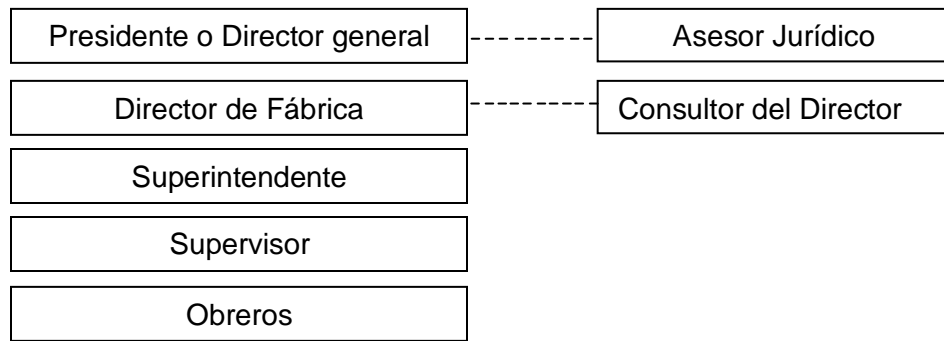 Presidente o Director general
Asesor Jurídico
Director de Fábrica
Consultor del Director
Superintendente
Supervisor
Obreros